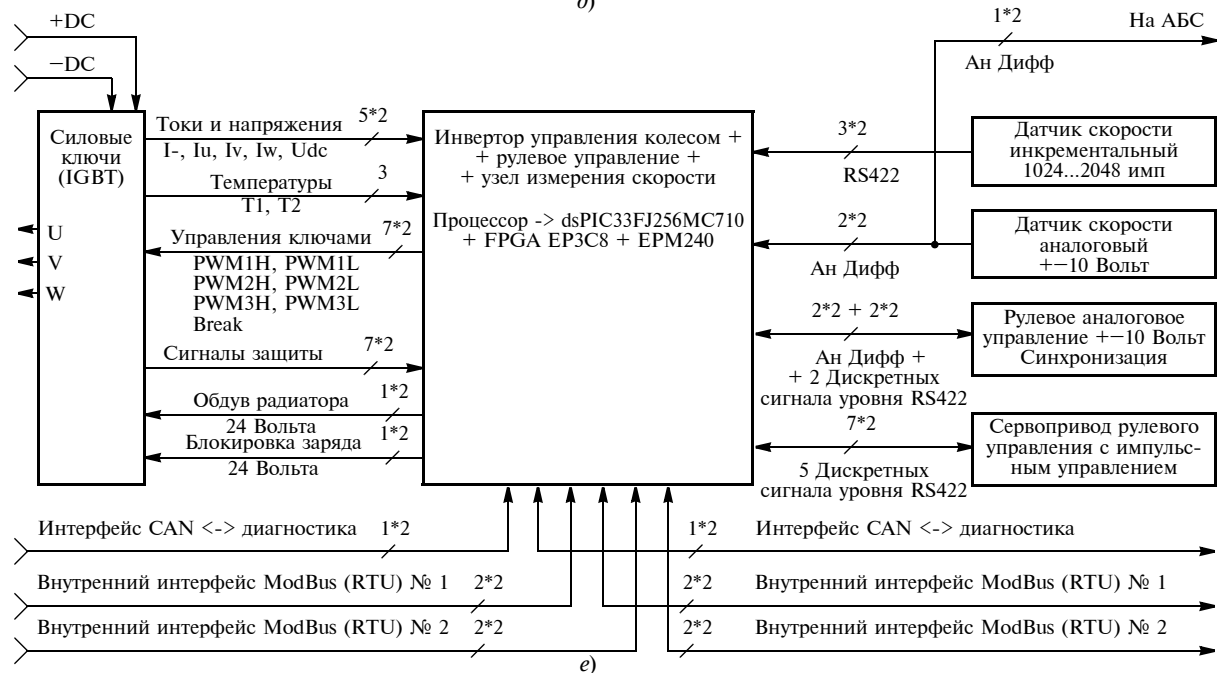 д)
+DC
−DC
1*2
На АБС
Ан Дифф
Силовые
ключи
(IGBT)
U
V
W
Токи и напряжения
5*2
I-, Iu, Iv, Iw, Udc
Температуры
3
T1, T2
Управления ключами
7*2
PWM1H, PWM1L
PWM2H, PWM2L
PWM3H, PWM3L
Break
Сигналы защиты
7*2
Обдув радиатора
1*2
24 Вольта
Блокировка заряда
1*2
24 Вольта
Инвертор управления колесом +
+ рулевое управление +
+ узел измерения скорости
Процессор -> dsPIC33FJ256MC710
+ FPGA EP3C8 + EPM240
3*2
RS422
2*2
Ан Дифф
2*2 + 2*2
Ан Дифф +
+ 2 Дискретных
сигнала уровня RS422
7*2
5 Дискретных
сигнала уровня RS422
Датчик скорости
инкрементальный
1024...2048 имп
Датчик скорости
аналоговый
+−10 Вольт
Рулевое аналоговое
управление +−10 Вольт
Синхронизация
Сервопривод рулевого
управления с импульс-
сным управлением
Интерфейс CAN <-> диагностика
1*2
1*2
Интерфейс CAN <-> диагностика
Внутренний интерфейс ModBus (RTU) № 1
2*2
2*2
Внутренний интерфейс ModBus (RTU) № 1
Внутренний интерфейс ModBus (RTU) № 2
2*2
2*2
Внутренний интерфейс ModBus (RTU) № 2
е)